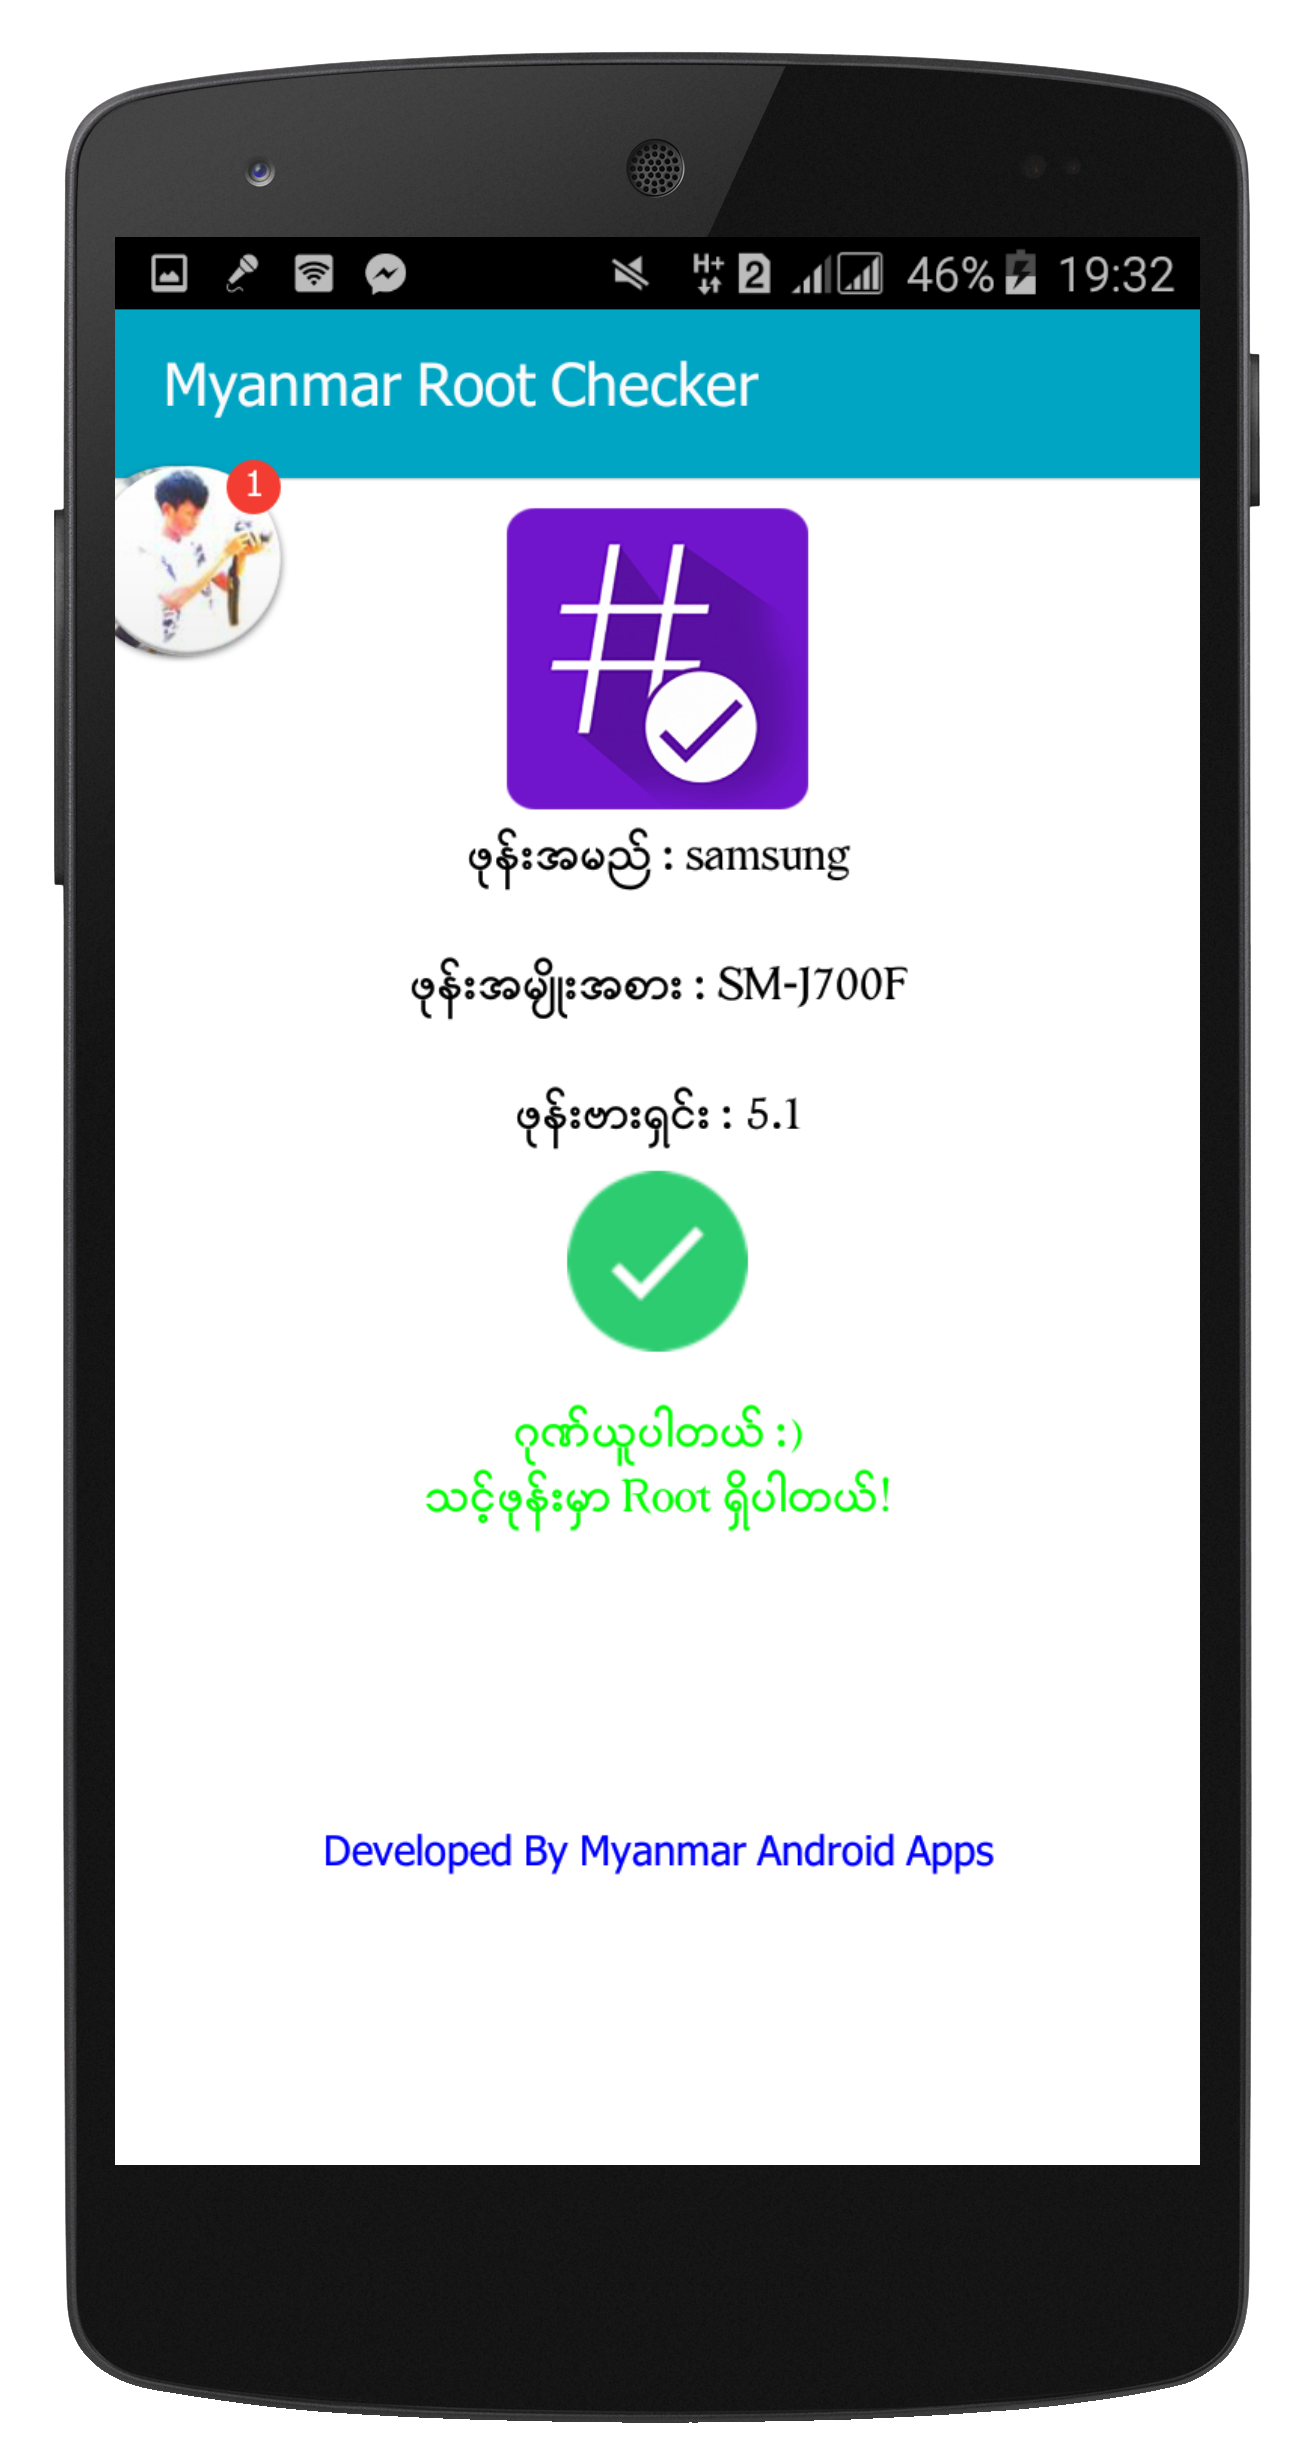 H+ 2 46% 19:32
Myanmar Root Checker
1
ဖုန်းအမည် : samsung
ဖုန်းအမျိုးအစား : SM-J700F
ဖုန်းဗားရှင်း : 5.1
ဂုဏ်ယူပါတယ် :)
သင့်ဖုန်းမှာ Root ရှိပါတယ်!
Developed By Myanmar Android Apps